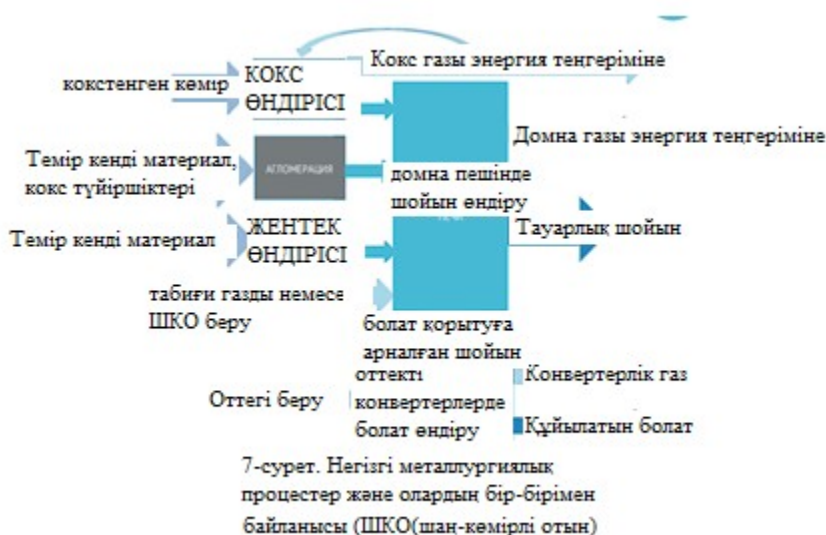 Кокс газы энергия теңгеріміне
кокстенген көмір
КОКС
ӨНДІРІСІ
Домна газы энергия теңгеріміне
Темір кенді материал,
кокс түйіршіктері
АГЛОМЕРАЦИЯ
домна пешінде
шойын өндіру
Темір кенді материал
ЖЕНТЕК
ӨНДІРІСІ
Тауарлық шойын
табиғи газды немесе
ШКО беру
болат қорытуға
арналған шойын
Оттегі беру
оттекті
конвертерлерде
болат өндіру
Конвертерлік газ
Құйылатын болат
7-сурет. Негізгі металлургиялық
процестер және олардың бір-бірімен
байланысы (ШКО(шаң-көмірлі отын)